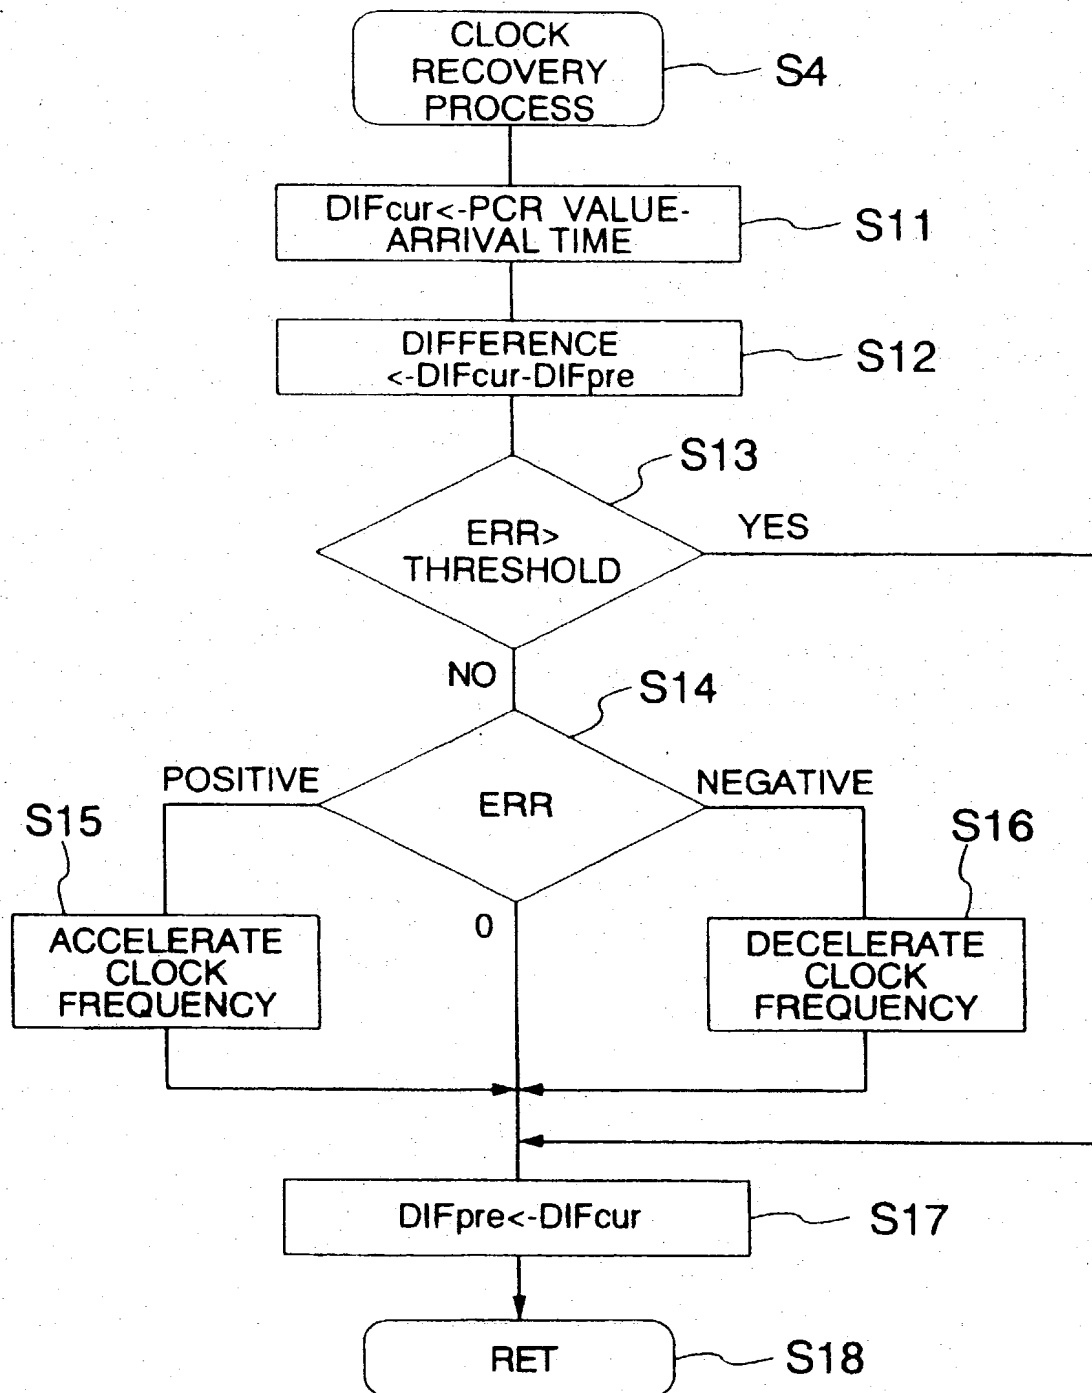 CLOCK
RECOVERY
PROCESS
S4
DIFcur<-PCR VALUE-
ARRIVAL TIME
S11
DIFFERENCE
<-DIFcur-DIFpre
S12
S13
ERR>
THRESHOLD
YES
NO
S14
POSITIVE
ERR
NEGATIVE
S15
S16
0
ACCELERATE
CLOCK
FREQUENCY
DECELERATE
CLOCK
FREQUENCY
DIFpre<-DIFcur
S17
RET
S18